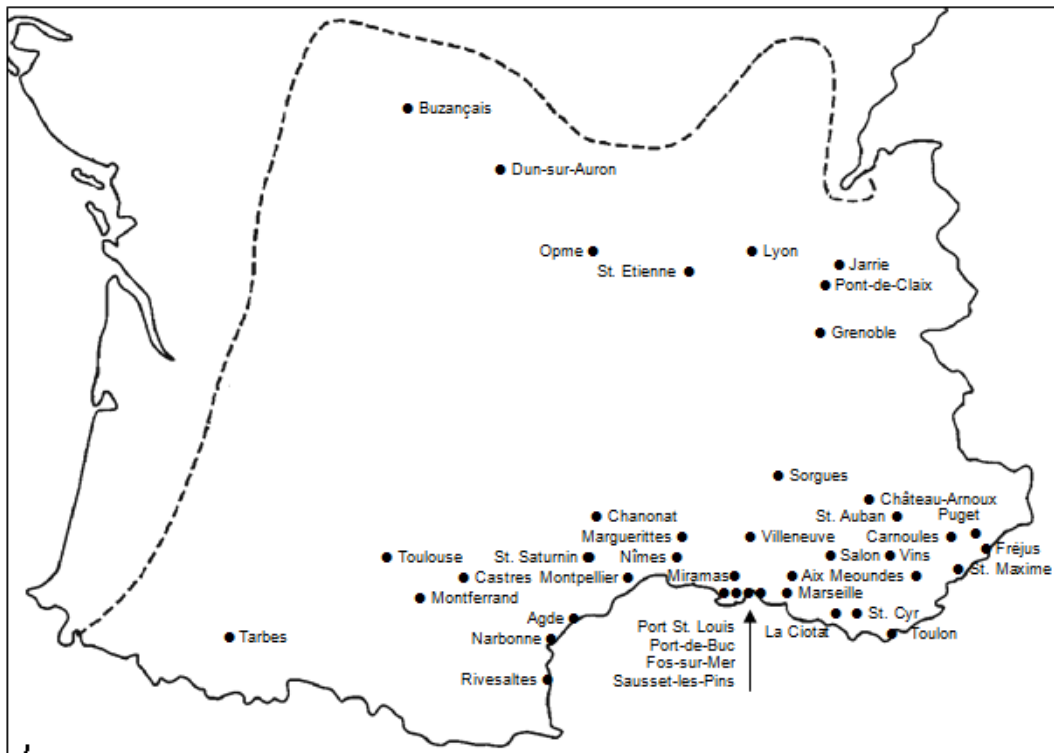 Buzançais
Dun-sur-Auron
Opme
Lyon
St. Etienne
Jarrie
Pont-de-Claix
Grenoble
Sorgues
Château-Arnoux
Chanonat
St. Auban
Puget
Marguerittes
Villeneuve
Carnoules
Fréjus
Toulouse
St. Saturnin
Nîmes
Salon
Vins
St. Maxime
Castres
Montpellier
Miramas
Aix
Meoundes
Montferrand
Marseille
Agde
St. Cyr
Port St. Louis
La Ciotat
Toulon
Tarbes
Narbonne
Port-de-Buc
Fos-sur-Mer
Rivesaltes
Sausset-les-Pins